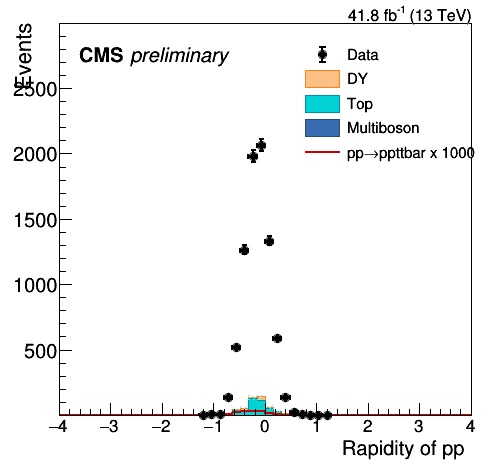 41.8 fb⁻¹ (13 TeV)
Events
CMS preliminary
Data
DY
Top
Multiboson
pp→ppttbar x 1000
2500
2000
1500
1000
500
−4 −3 −2 −1 0 1 2 3 4
Rapidity of pp